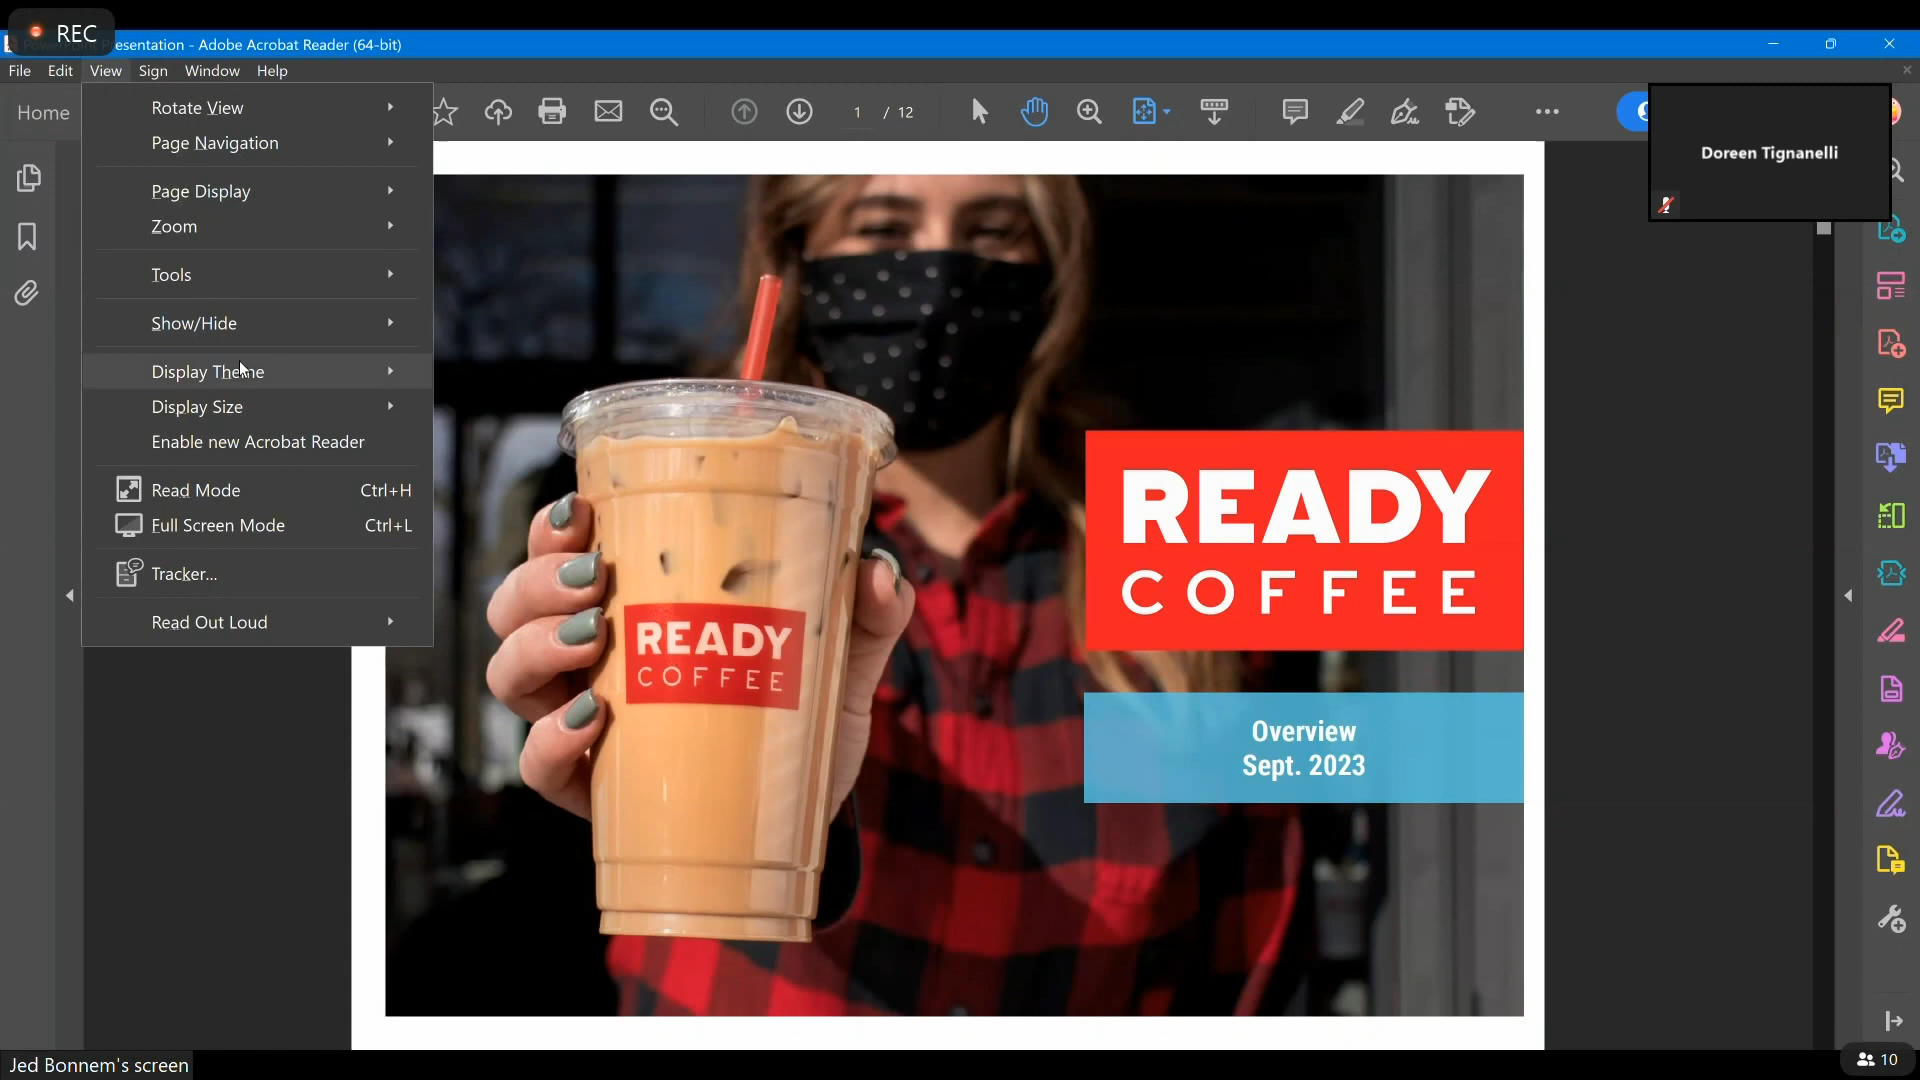 REC
esentation - Adobe Acrobat Reader (64-bit)
File Edit View Sign Window Help
Home
1 / 12
Rotate View
Page Navigation
Page Display
Zoom
Tools
Show/Hide
Display Theme
Display Size
Enable new Acrobat Reader
Read Mode Ctrl+H
Full Screen Mode Ctrl+L
Tracker...
Read Out Loud
Doreen Tignanelli
READY
COFFEE
READY
COFFEE
Overview
Sept. 2023
Jed Bonnem's screen
10